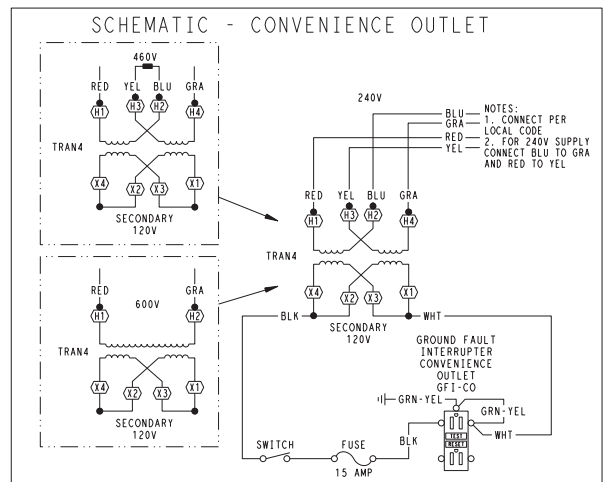 SCHEMATIC - CONVENIENCE OUTLET
460V
RED YEL BLU GRA
H1 H3 H2 H4
TRAN4
X4 X2 X3 X1
SECONDARY
120V
600V
RED GRA
H1 H2
TRAN4
X4 X2 X3 X1
SECONDARY
120V
240V
BLU
GRA
RED
YEL
NOTES:
1. CONNECT PER
LOCAL CODE
2. FOR 240V SUPPLY
CONNECT BLU TO GRA
AND RED TO YEL
RED YEL BLU GRA
H1 H3 H2 H4
TRAN4
X4 X2 X3 X1
BLK
WHT
SECONDARY
120V
GROUND FAULT
INTERRUPTER
CONVENIENCE
OUTLET
GFI-CO
GRN-YEL
GRN-YEL
BLK
WHT
TEST
RESET
SWITCH
FUSE
15 AMP